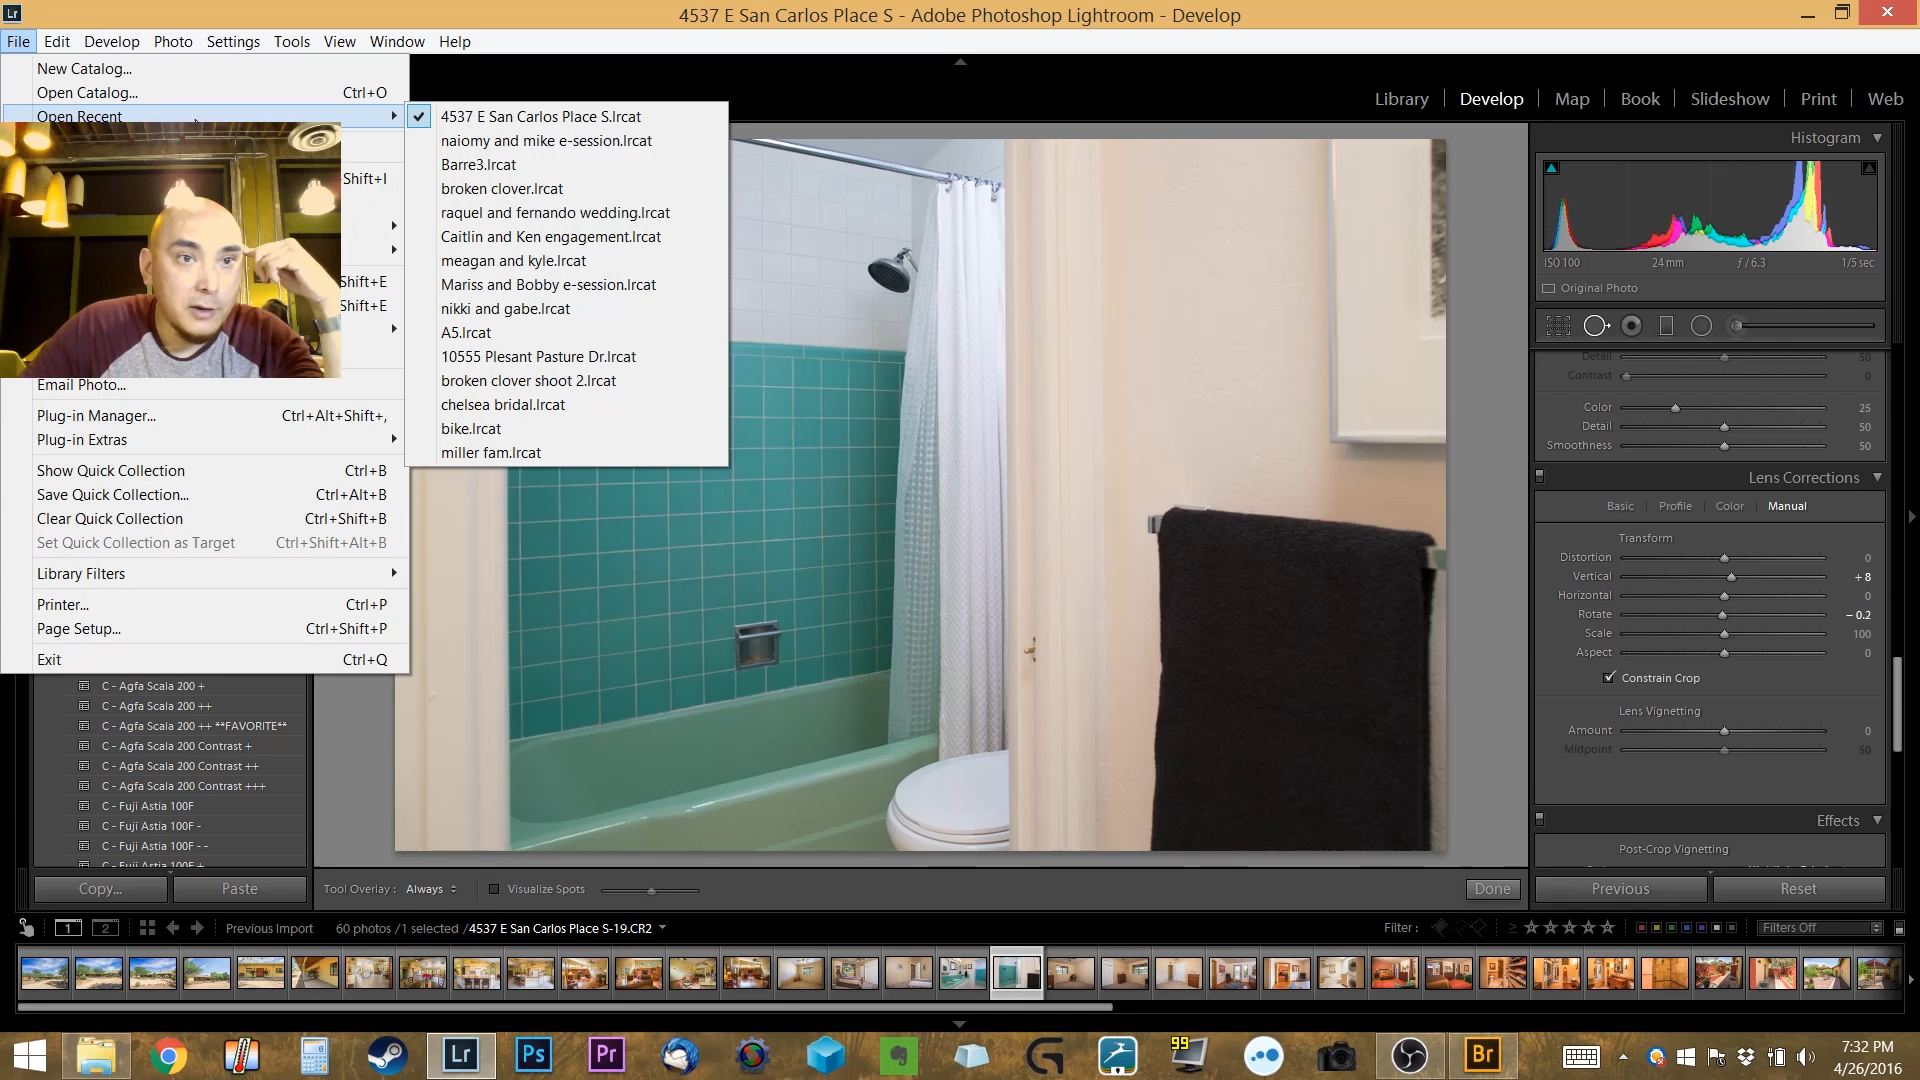 4537 E San Carlos Place S - Adobe Photoshop Lightroom - Develop
File Edit Develop Photo Settings Tools View Window Help
New Catalog...
Open Catalog... Ctrl+O
Open Recent
Shift+I
Shift+E
Shift+E
Email Photo...
Plug-in Manager... Ctrl+Alt+Shift+,
Plug-in Extras
Show Quick Collection Ctrl+B
Save Quick Collection... Ctrl+Alt+B
Clear Quick Collection Ctrl+Shift+B
Set Quick Collection as Target Ctrl+Shift+Alt+B
Library Filters
Printer... Ctrl+P
Page Setup... Ctrl+Shift+P
Exit Ctrl+Q
4537 E San Carlos Place S.lrcat
naiomy and mike e-session.lrcat
Barre3.lrcat
broken clover.lrcat
raquel and fernando wedding.lrcat
Caitlin and Ken engagement.lrcat
meagan and kyle.lrcat
Mariss and Bobby e-session.lrcat
nikki and gabe.lrcat
A5.lrcat
10555 Plesant Pasture Dr.lrcat
broken clover shoot 2.lrcat
chelsea bridal.lrcat
bike.lrcat
miller fam.lrcat
Library Develop Map Book Slideshow Print Web
Histogram
ISO 100 24 mm ƒ / 6.3 1/5 sec
Original Photo
Detail 50
Contrast 0
Color 25
Detail 50
Smoothness 50
Lens Corrections
Basic Profile Color Manual
Transform
Distortion 0
Vertical + 8
Horizontal 0
Rotate − 0.2
Scale 100
Aspect 0
Constrain Crop
Lens Vignetting
Amount 0
Midpoint 50
Effects
Post-Crop Vignetting
C - Agfa Scala 200 +
C - Agfa Scala 200 ++
C - Agfa Scala 200 ++ **FAVORITE**
C - Agfa Scala 200 Contrast +
C - Agfa Scala 200 Contrast ++
C - Agfa Scala 200 Contrast +++
C - Fuji Astia 100F
C - Fuji Astia 100F -
C - Fuji Astia 100F - -
C - Fuji Astia 100F +
Copy... Paste Tool Overlay : Always Visualize Spots Done Previous Reset
1 2 Previous Import 60 photos / 1 selected / 4537 E San Carlos Place S-19.CR2 Filter : Filters Off
Lr Ps Pr 99 Br
7:32 PM
4/26/2016